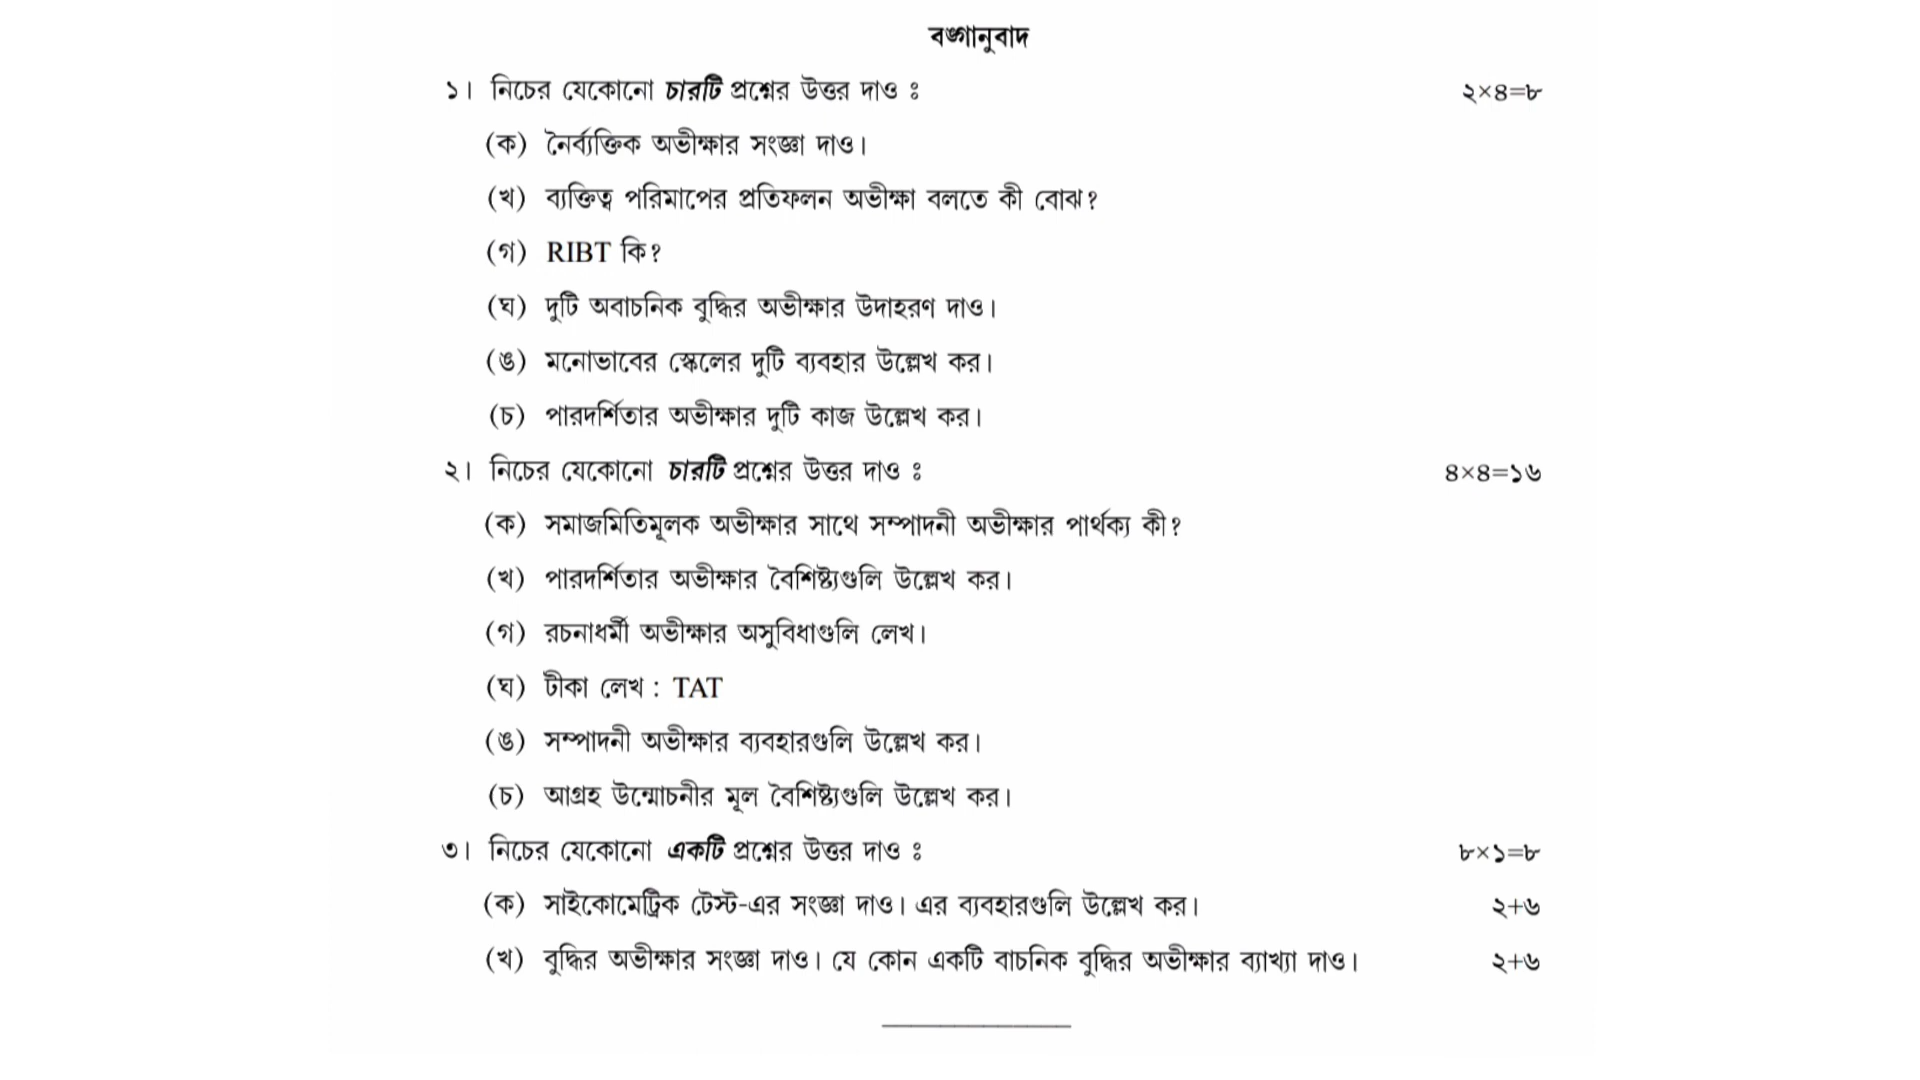 বঙ্গানুবাদ
১। নিচের যেকোনো চারটি প্রশ্নের উত্তর দাও ঃ ২×৪=৮
(ক) নৈর্ব্যক্তিক অভীক্ষার সংজ্ঞা দাও।
(খ) ব্যক্তিত্ব পরিমাপের প্রতিফলন অভীক্ষা বলতে কী বোঝ?
(গ) RIBT কি?
(ঘ) দুটি অবাচনিক বুদ্ধির অভীক্ষার উদাহরণ দাও।
(ঙ) মনোভাবের স্কেলের দুটি ব্যবহার উল্লেখ কর।
(চ) পারদর্শিতার অভীক্ষার দুটি কাজ উল্লেখ কর।
২। নিচের যেকোনো চারটি প্রশ্নের উত্তর দাও ঃ ৪×৪=১৬
(ক) সমাজমিতিমূলক অভীক্ষার সাথে সম্পাদনী অভীক্ষার পার্থক্য কী?
(খ) পারদর্শিতার অভীক্ষার বৈশিষ্ট্যগুলি উল্লেখ কর।
(গ) রচনাধর্মী অভীক্ষার অসুবিধাগুলি লেখ।
(ঘ) টীকা লেখ : TAT
(ঙ) সম্পাদনী অভীক্ষার ব্যবহারগুলি উল্লেখ কর।
(চ) আগ্রহ উন্মোচনীর মূল বৈশিষ্ট্যগুলি উল্লেখ কর।
৩। নিচের যেকোনো একটি প্রশ্নের উত্তর দাও ঃ ৮×১=৮
(ক) সাইকোমেট্রিক টেস্ট-এর সংজ্ঞা দাও। এর ব্যবহারগুলি উল্লেখ কর। ২+৬
(খ) বুদ্ধির অভীক্ষার সংজ্ঞা দাও। যে কোন একটি বাচনিক বুদ্ধির অভীক্ষার ব্যাখ্যা দাও। ২+৬